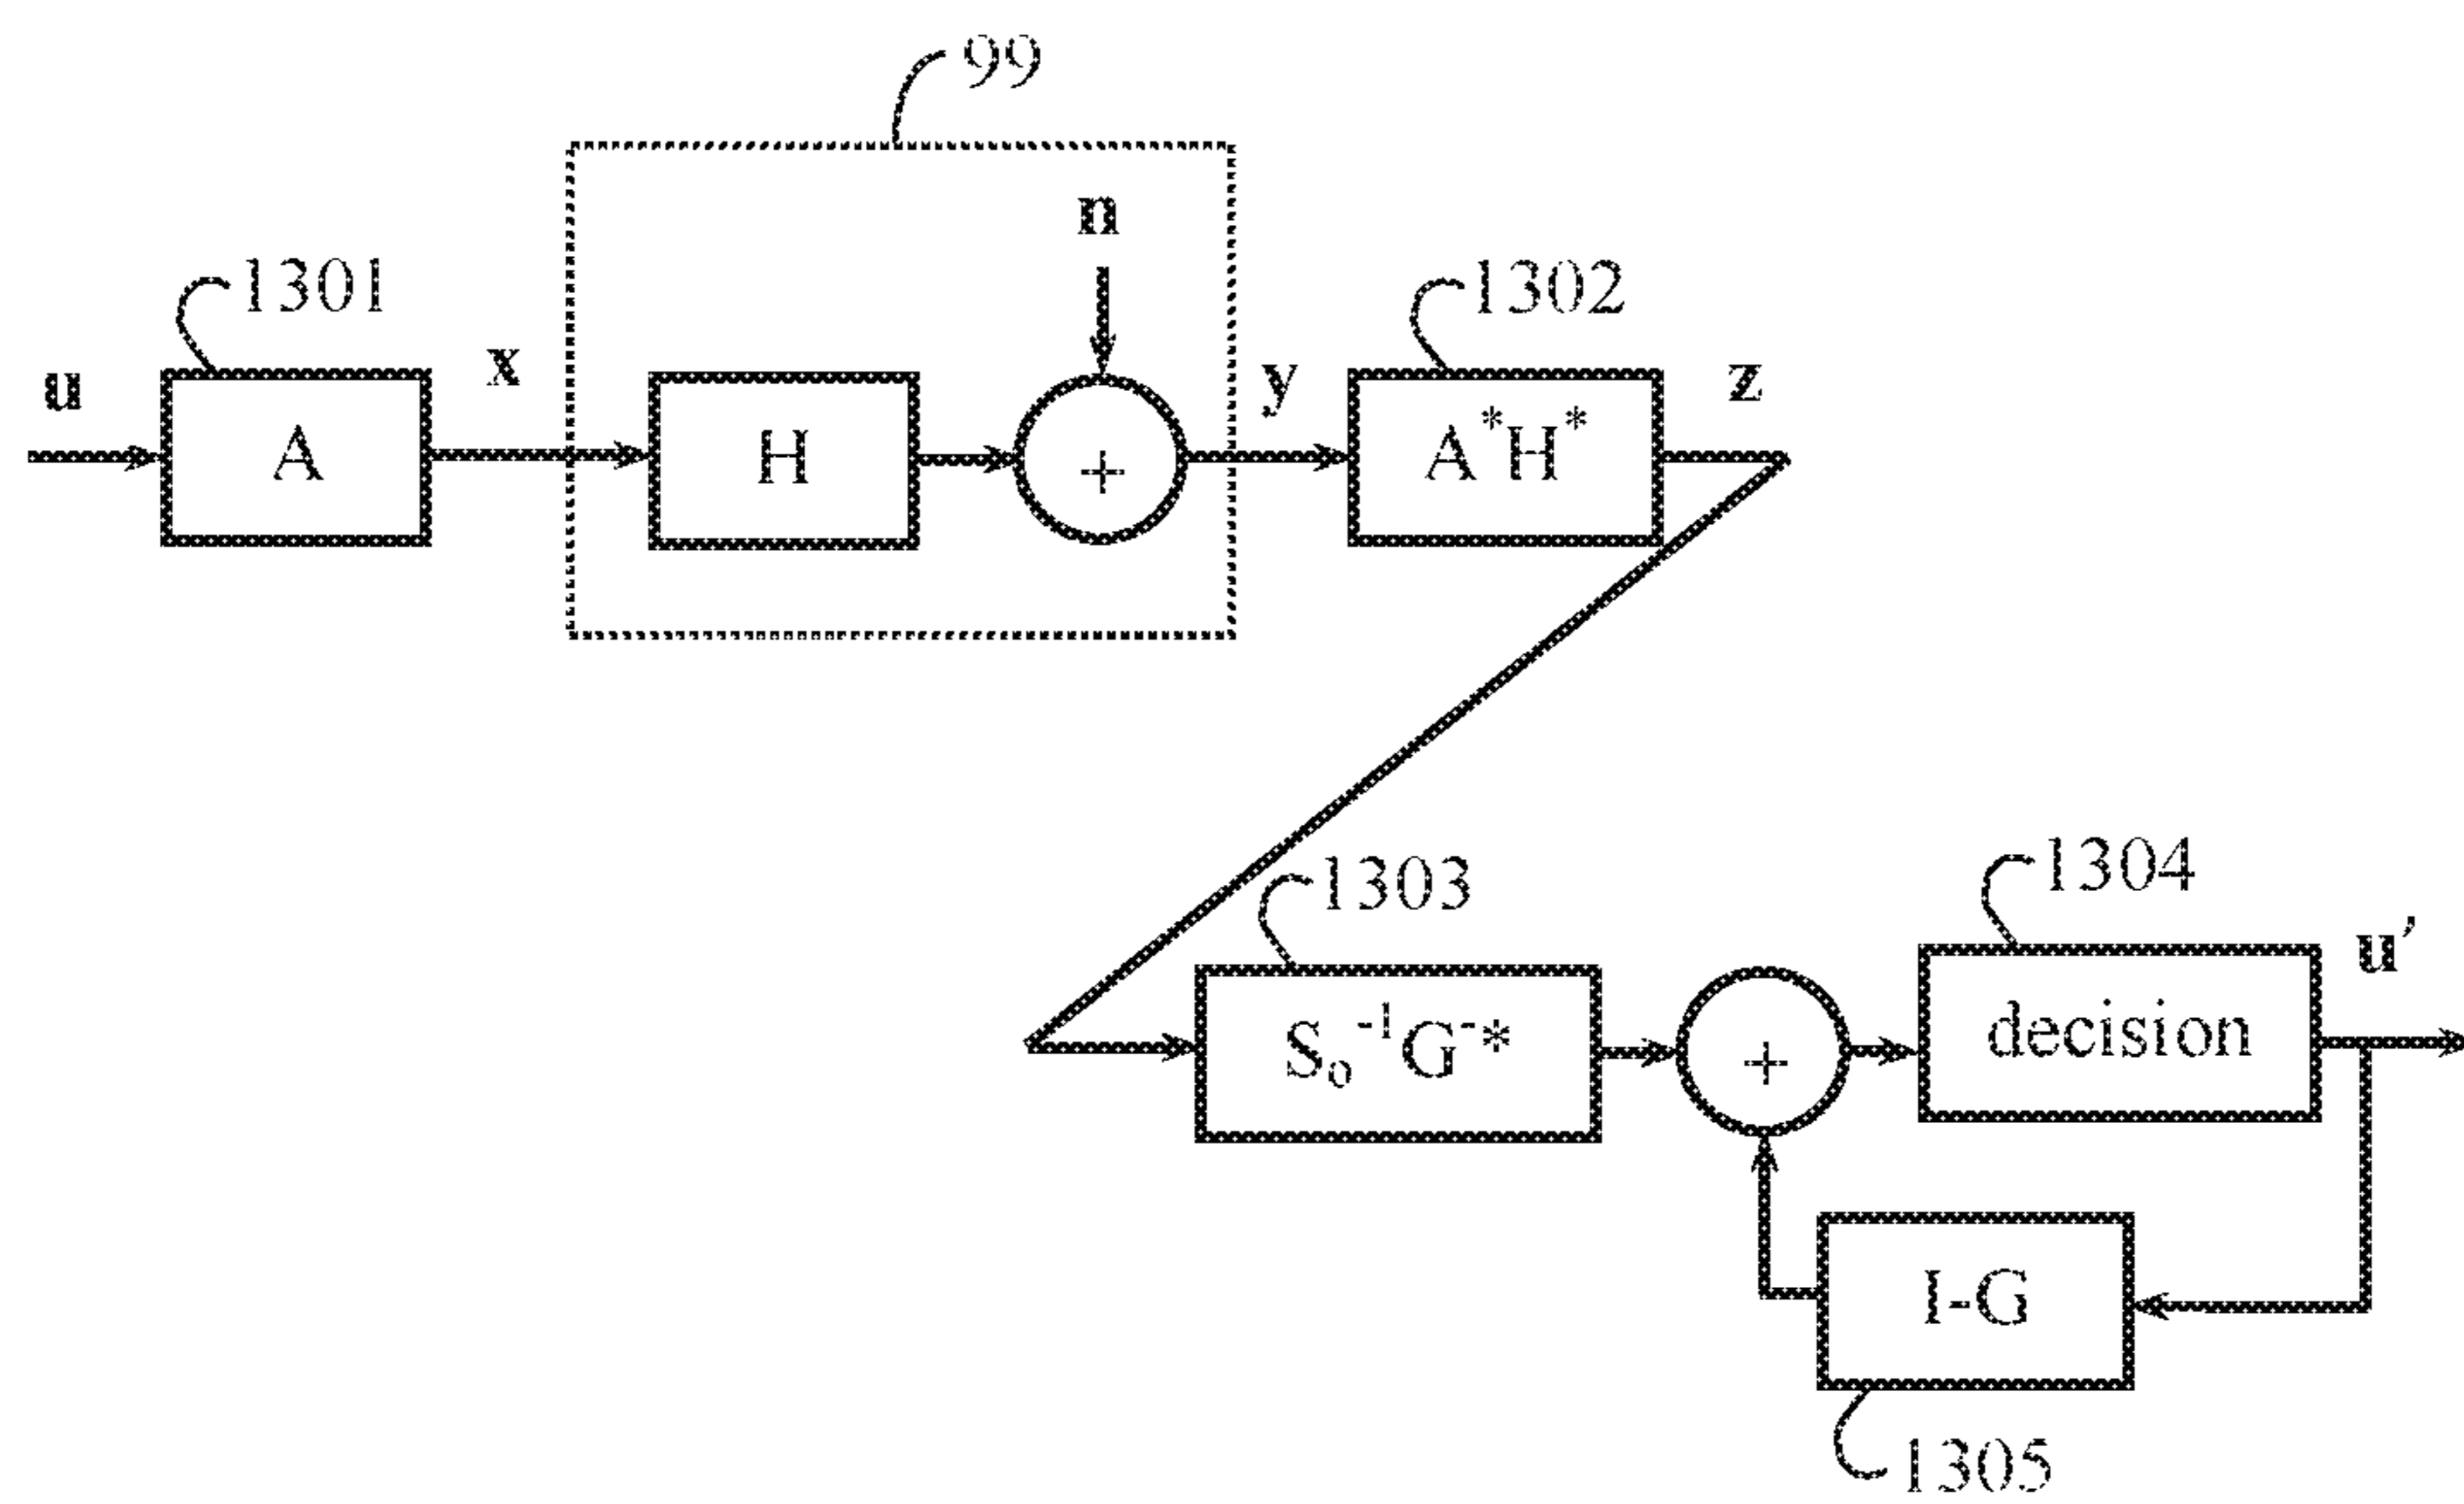 99
n
1301
1302
u
x
y
z
A
H
+
A*H*
1303
1304
u'
S₀⁻¹G⁻*
+
decision
I-G
1305